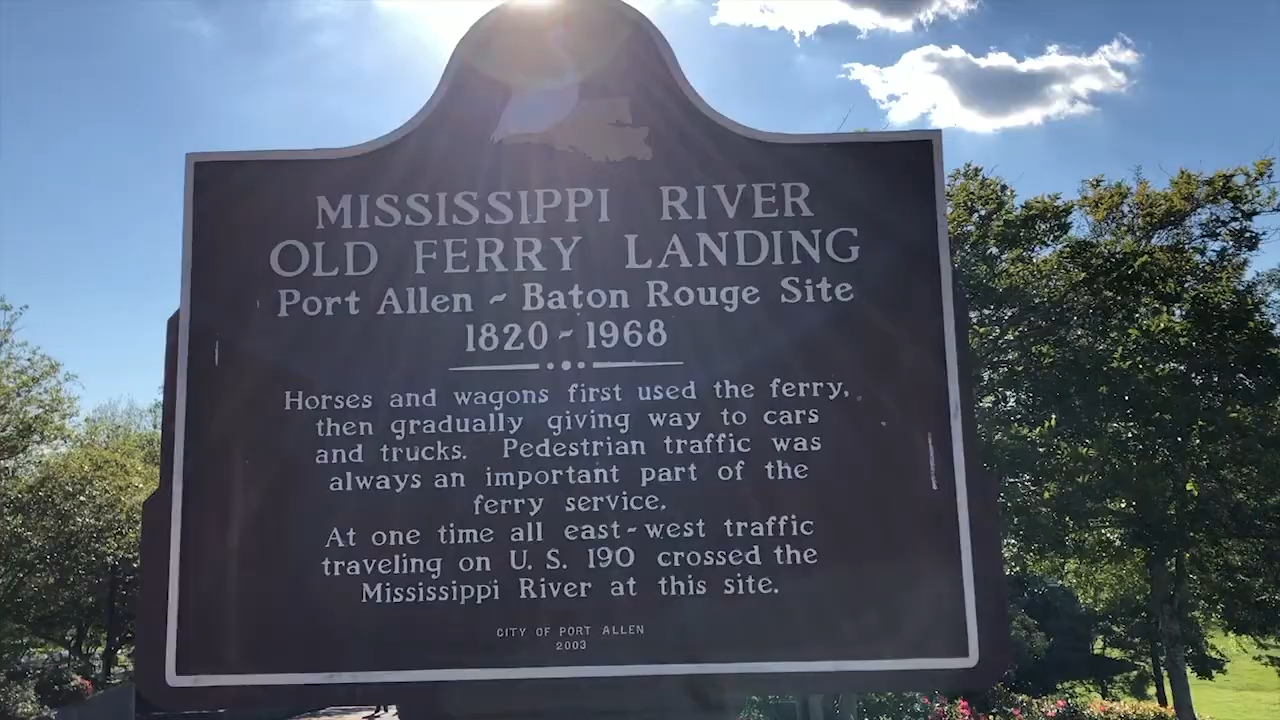 MISSISSIPPI RIVER
OLD FERRY LANDING
Port Allen ~ Baton Rouge Site
1820 ~ 1968
Horses and wagons first used the ferry,
then gradually giving way to cars
and trucks. Pedestrian traffic was
always an important part of the
ferry service.
At one time all east-west traffic
traveling on U. S. 190 crossed the
Mississippi River at this site.
CITY OF PORT ALLEN
2003